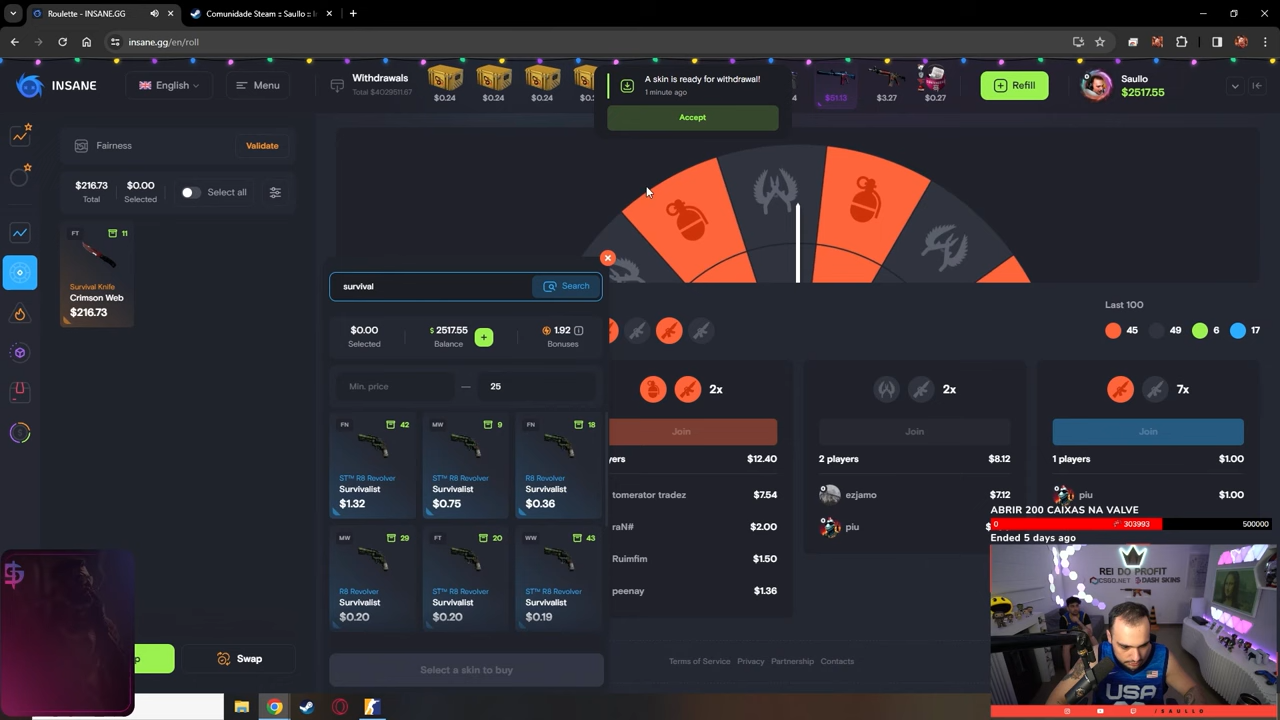 Roulette - INSANE.GG
Comunidade Steam :: Saullo :: I
insane.gg/en/roll
INSANE
English
Menu
Withdrawals
Total $4029511.67
$0.24
$0.24
$0.24
$51.13
$3.27
$0.27
Refill
Saullo
$2517.55
A skin is ready for withdrawal!
1 minute ago
Accept
Fairness
Validate
$216.73
Total
$0.00
Selected
Select all
FT
11
Survival Knife
Crimson Web
$216.73
survival
Search
$0.00
Selected
$ 2517.55
Balance
1.92
Bonuses
Min. price
—
25
FN
42
ST™ R8 Revolver
Survivalist
$1.32
MW
9
ST™ R8 Revolver
Survivalist
$0.75
FN
18
R8 Revolver
Survivalist
$0.36
MW
29
R8 Revolver
Survivalist
$0.20
FT
20
ST™ R8 Revolver
Survivalist
$0.20
WW
43
ST™ R8 Revolver
Survivalist
$0.19
Select a skin to buy
Swap
Last 100
45
49
6
17
2x
Join
yers
$12.40
tomerator tradez
$7.54
raN#
$2.00
Ruimfim
$1.50
peenay
$1.36
2x
Join
2 players
$8.12
ezjamo
$7.12
piu
7x
Join
1 players
$1.00
piu
$1.00
Terms of Service
Privacy
Partnership
Contacts
ABRIR 200 CAIXAS NA VALVE
0
303993
500000
Ended 5 days ago
REI DO PROFIT
CSGO.NET
DASH SKINS
USA
/SAULLO